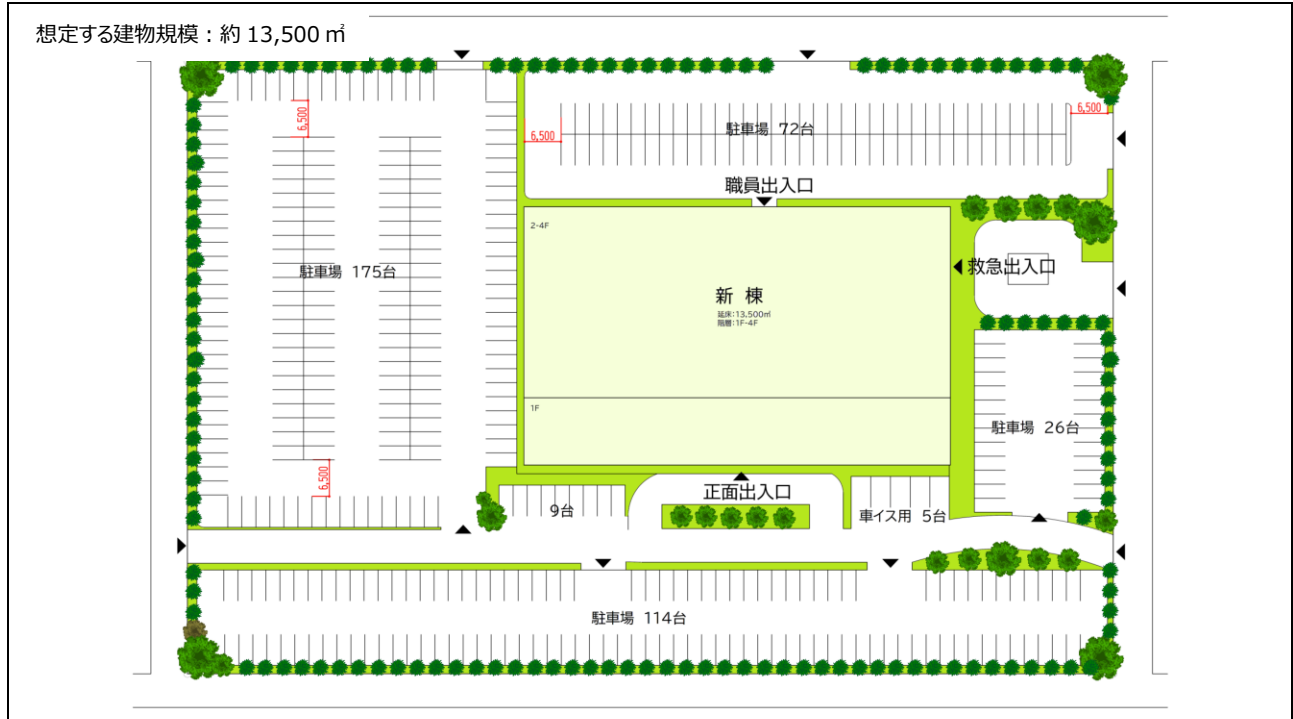 想定する建物規模：約 13,500 ㎡
6,500
6,500
6,500
駐車場 72台
職員出入口
2-4F
救急出入口
駐車場 175台
新 棟
延床:13,500㎡
階層:1F-4F
1F
駐車場 26台
6,500
正面出入口
9台
車イス用 5台
駐車場 114台